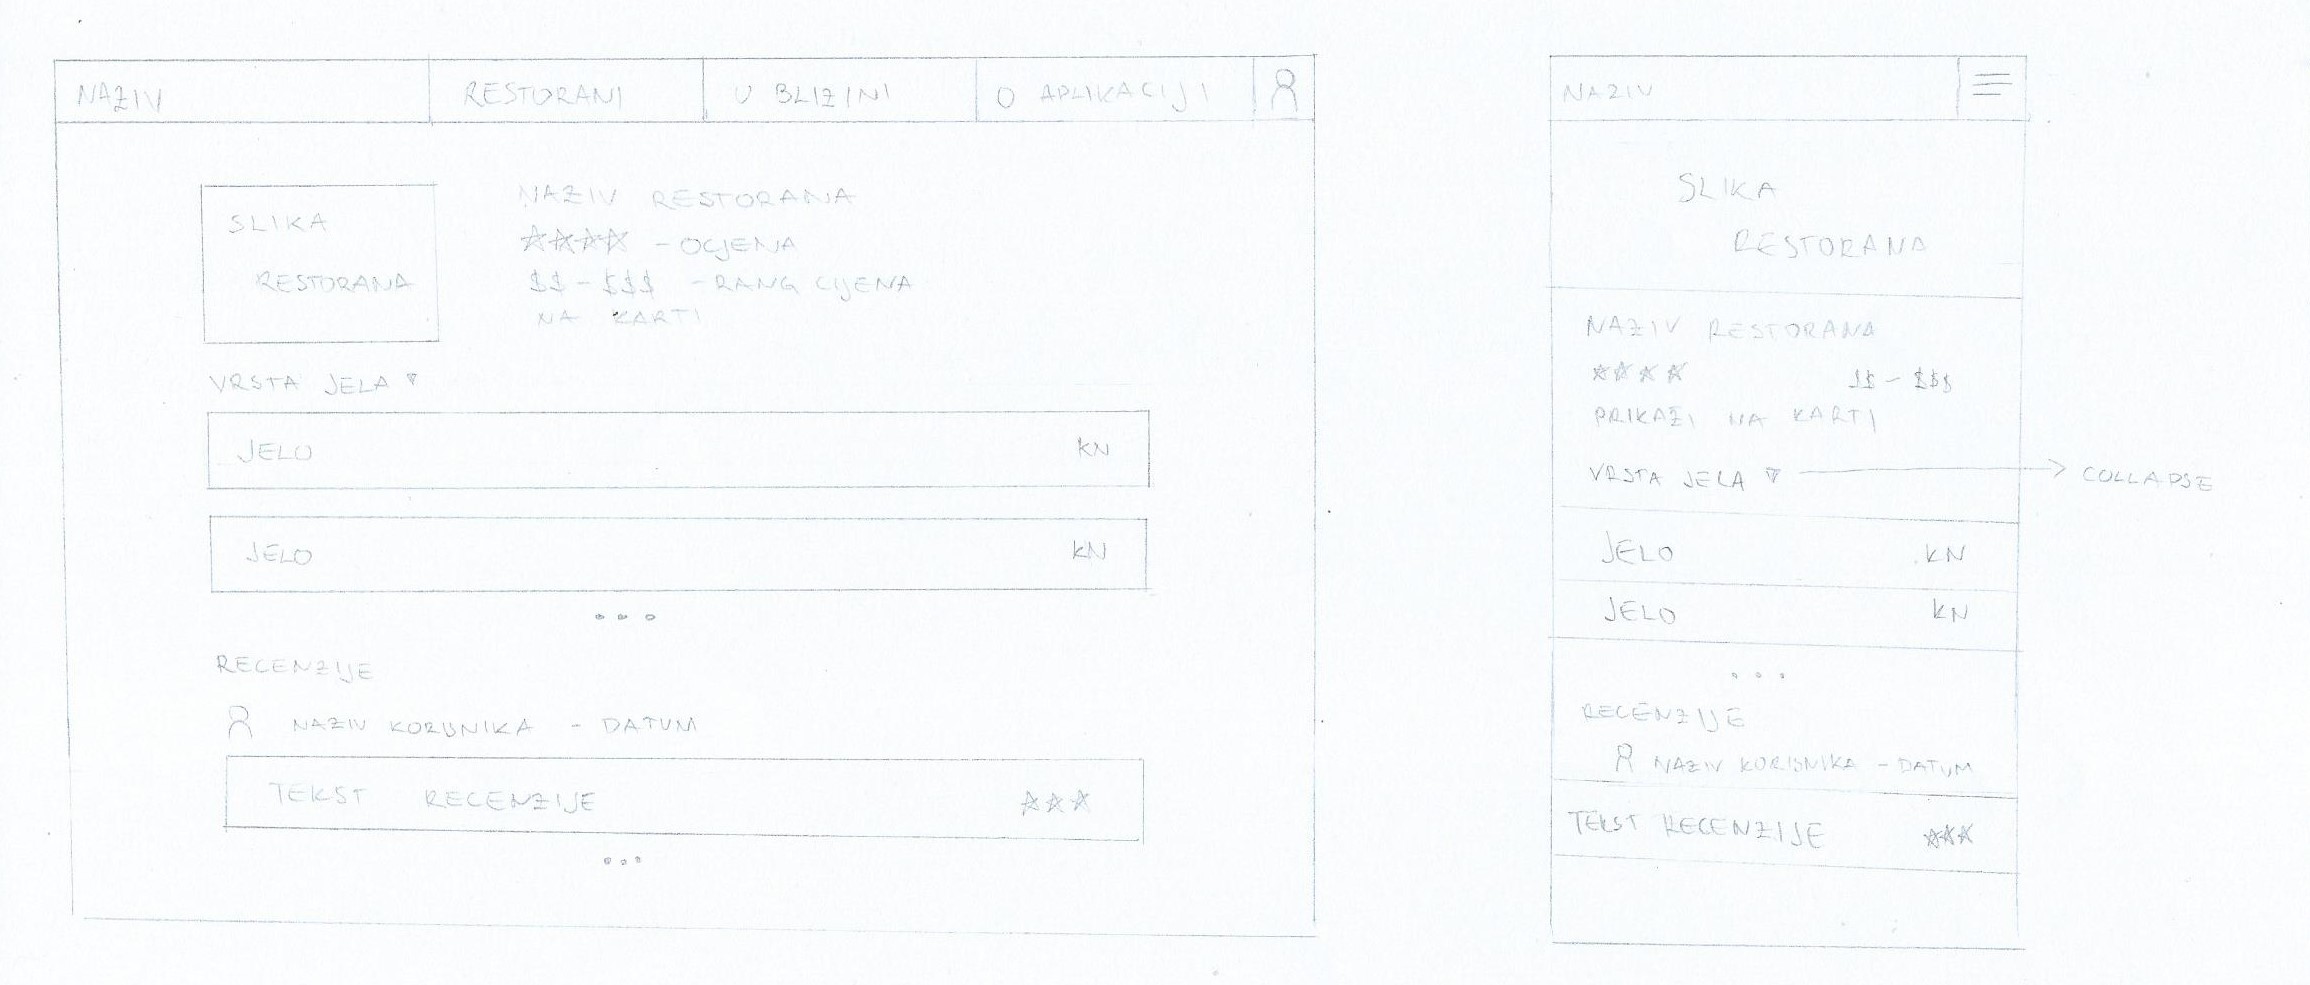 NAZIV RESTORANI U BLIZINI O APLIKACIJI
SLIKA
RESTORANA
NAZIV RESTORANA
- OCJENA
$$ - $$$ - RANG CIJENA
NA KARTI
VRSTA JELA
JELO KN
JELO KN
...
RECENZIJE
NAZIV KORISNIKA - DATUM
TEKST RECENZIJE
...
NAZIV
SLIKA
RESTORANA
NAZIV RESTORANA
$$ - $$$
PRIKAŽI NA KARTI
VRSTA JELA COLLAPSE
JELO KN
JELO KN
...
RECENZIJE
NAZIV KORISNIKA - DATUM
TEKST RECENZIJE